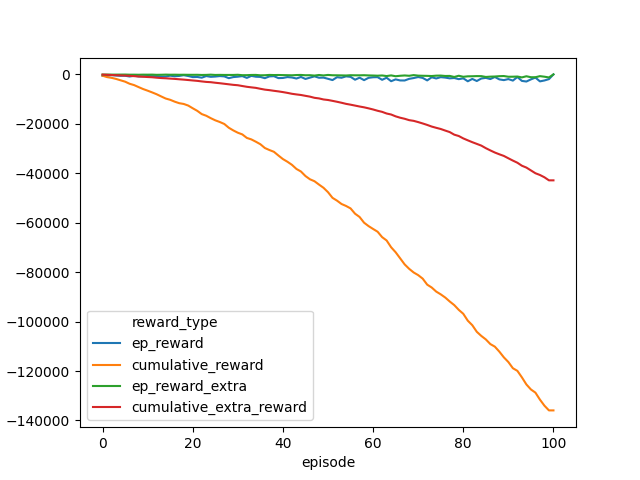 0
−20000
−40000
−60000
−80000
−100000
−120000
−140000
reward_type
ep_reward
cumulative_reward
ep_reward_extra
cumulative_extra_reward
0 20 40 60 80 100
episode